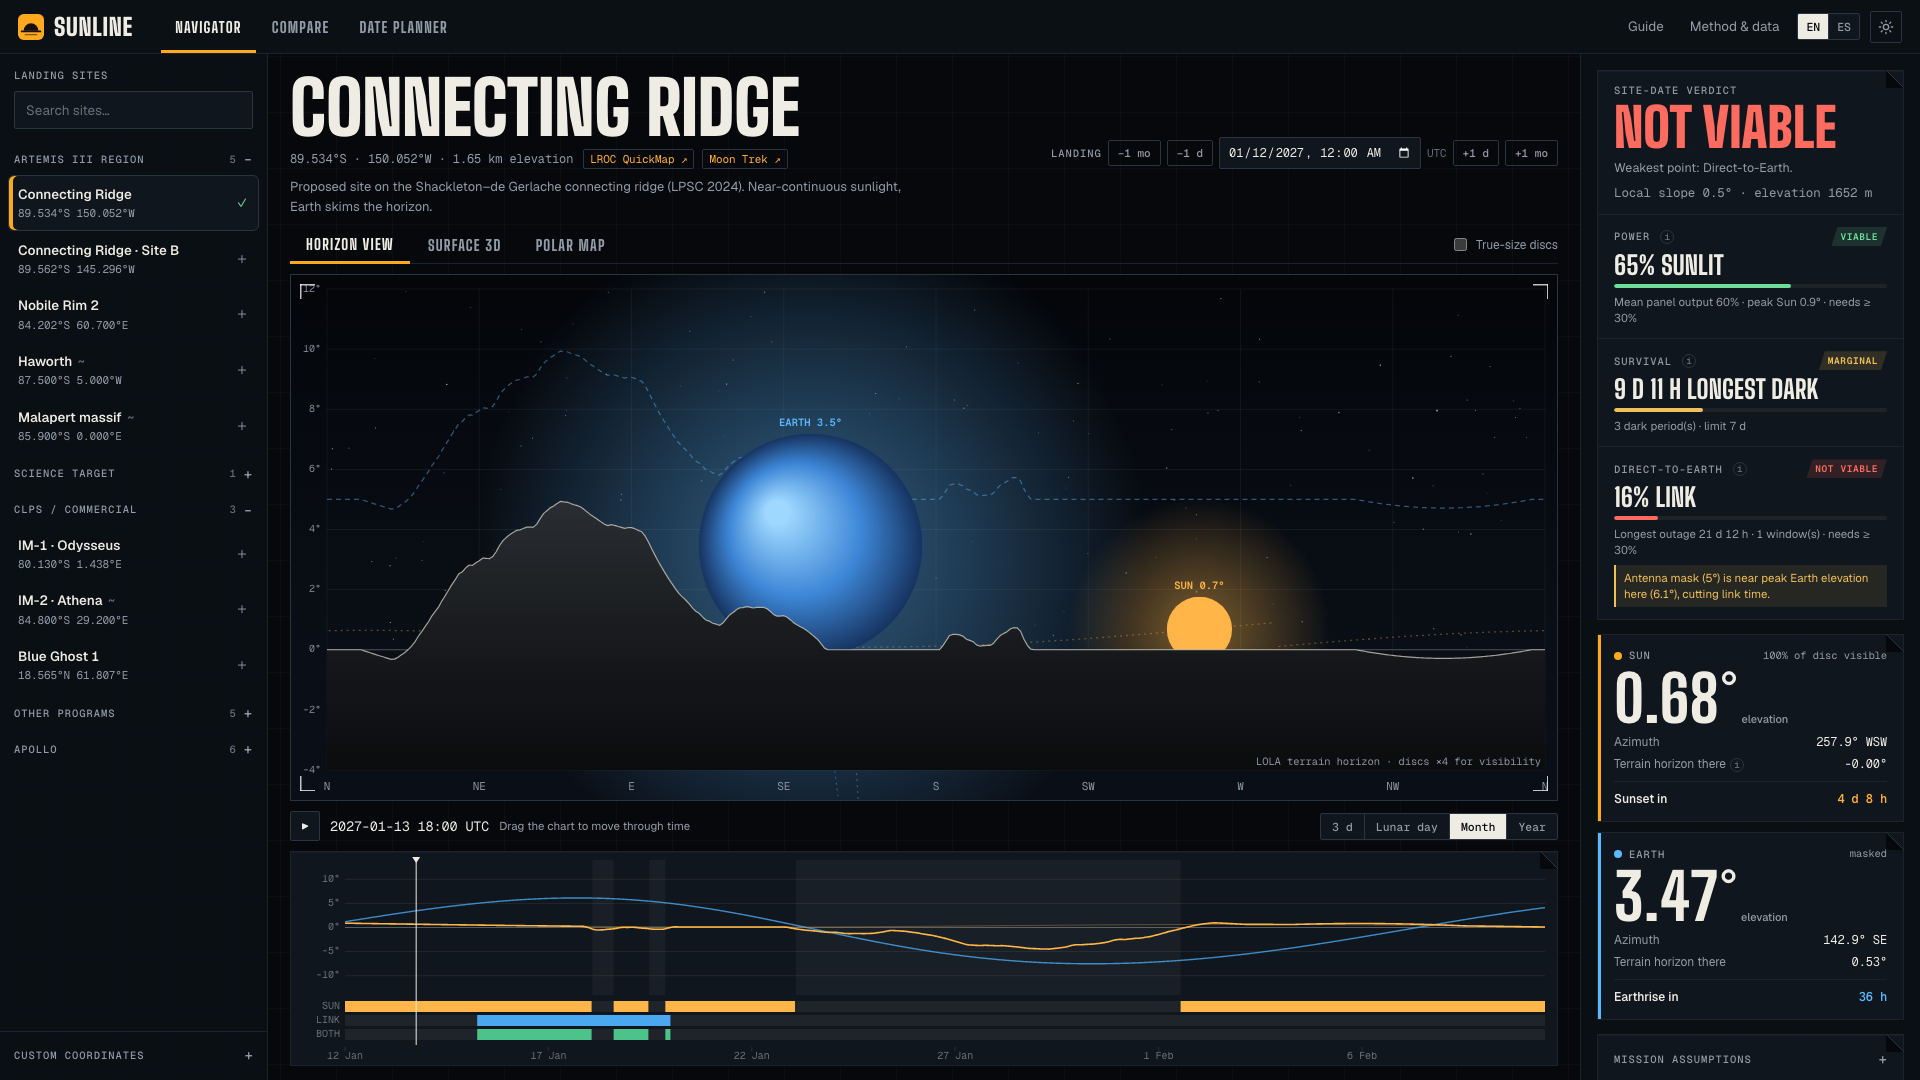 SUNLINE
NAVIGATOR
COMPARE
DATE PLANNER
Guide
Method & data
EN
ES
LANDING SITES
Search sites…
ARTEMIS III REGION 5 −
Connecting Ridge
89.534°S 150.052°W
✓
Connecting Ridge · Site B
89.562°S 145.296°W
+
Nobile Rim 2
84.202°S 60.700°E
+
Haworth ~
87.500°S 5.000°W
+
Malapert massif ~
85.900°S 0.000°E
+
SCIENCE TARGET 1 +
CLPS / COMMERCIAL 3 −
IM-1 · Odysseus
80.130°S 1.438°E
+
IM-2 · Athena ~
84.800°S 29.200°E
+
Blue Ghost 1
18.565°N 61.807°E
+
OTHER PROGRAMS 5 +
APOLLO 6 +
CUSTOM COORDINATES +
CONNECTING RIDGE
89.534°S · 150.052°W · 1.65 km elevation
LROC QuickMap ↗
Moon Trek ↗
Proposed site on the Shackleton–de Gerlache connecting ridge (LPSC 2024). Near-continuous sunlight,
Earth skims the horizon.
LANDING
−1 mo
−1 d
01/12/2027, 12:00 AM
UTC
+1 d
+1 mo
HORIZON VIEW
SURFACE 3D
POLAR MAP
True-size discs
12°
10°
8°
6°
4°
2°
0°
-2°
-4°
EARTH 3.5°
SUN 0.7°
LOLA terrain horizon · discs ×4 for visibility
N
NE
E
SE
S
SW
W
NW
N
2027-01-13 18:00 UTC
Drag the chart to move through time
3 d
Lunar day
Month
Year
10°
5°
0°
-5°
-10°
SUN
LINK
BOTH
12 Jan
17 Jan
22 Jan
27 Jan
1 Feb
6 Feb
SITE-DATE VERDICT
NOT VIABLE
Weakest point: Direct-to-Earth.
Local slope 0.5° · elevation 1652 m
POWER i
VIABLE
65% SUNLIT
Mean panel output 60% · peak Sun 0.9° · needs ≥
30%
SURVIVAL i
MARGINAL
9 D 11 H LONGEST DARK
3 dark period(s) · limit 7 d
DIRECT-TO-EARTH i
NOT VIABLE
16% LINK
Longest outage 21 d 12 h · 1 window(s) · needs ≥
30%
Antenna mask (5°) is near peak Earth elevation
here (6.1°), cutting link time.
SUN
100% of disc visible
0.68° elevation
Azimuth 257.9° WSW
Terrain horizon there i -0.00°
Sunset in 4 d 8 h
EARTH
masked
3.47° elevation
Azimuth 142.9° SE
Terrain horizon there 0.53°
Earthrise in 36 h
MISSION ASSUMPTIONS +